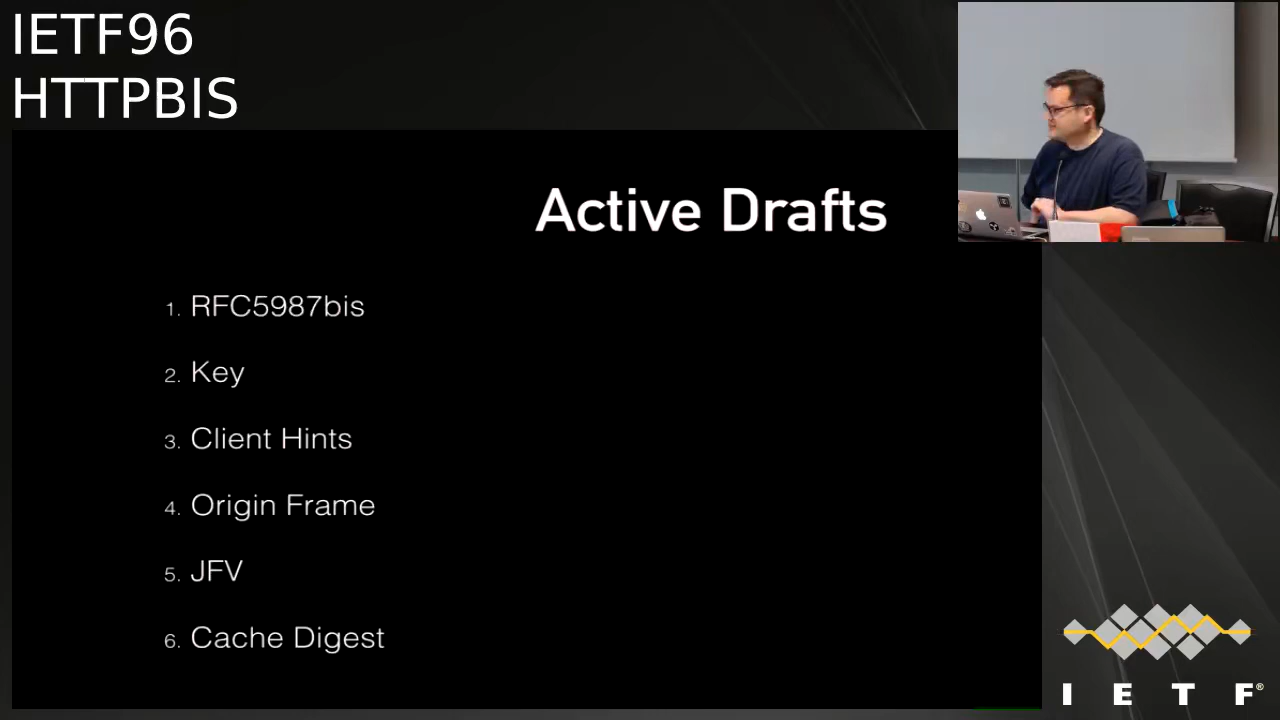 IETF96
HTTPBIS
Active Drafts
1. RFC5987bis
2. Key
3. Client Hints
4. Origin Frame
5. JFV
6. Cache Digest
I E T F®